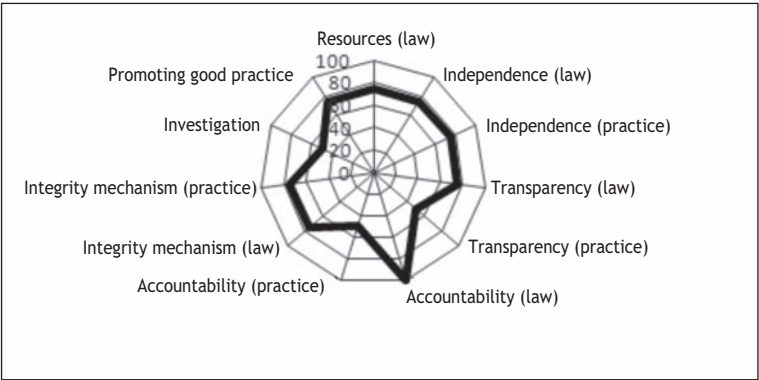 Resources (law)
100
Promoting good practice
80
Independence (law)
60
Investigation
40
Independence (practice)
20
0
Integrity mechanism (practice)
Transparency (law)
Integrity mechanism (law)
Transparency (practice)
Accountability (practice)
Accountability (law)